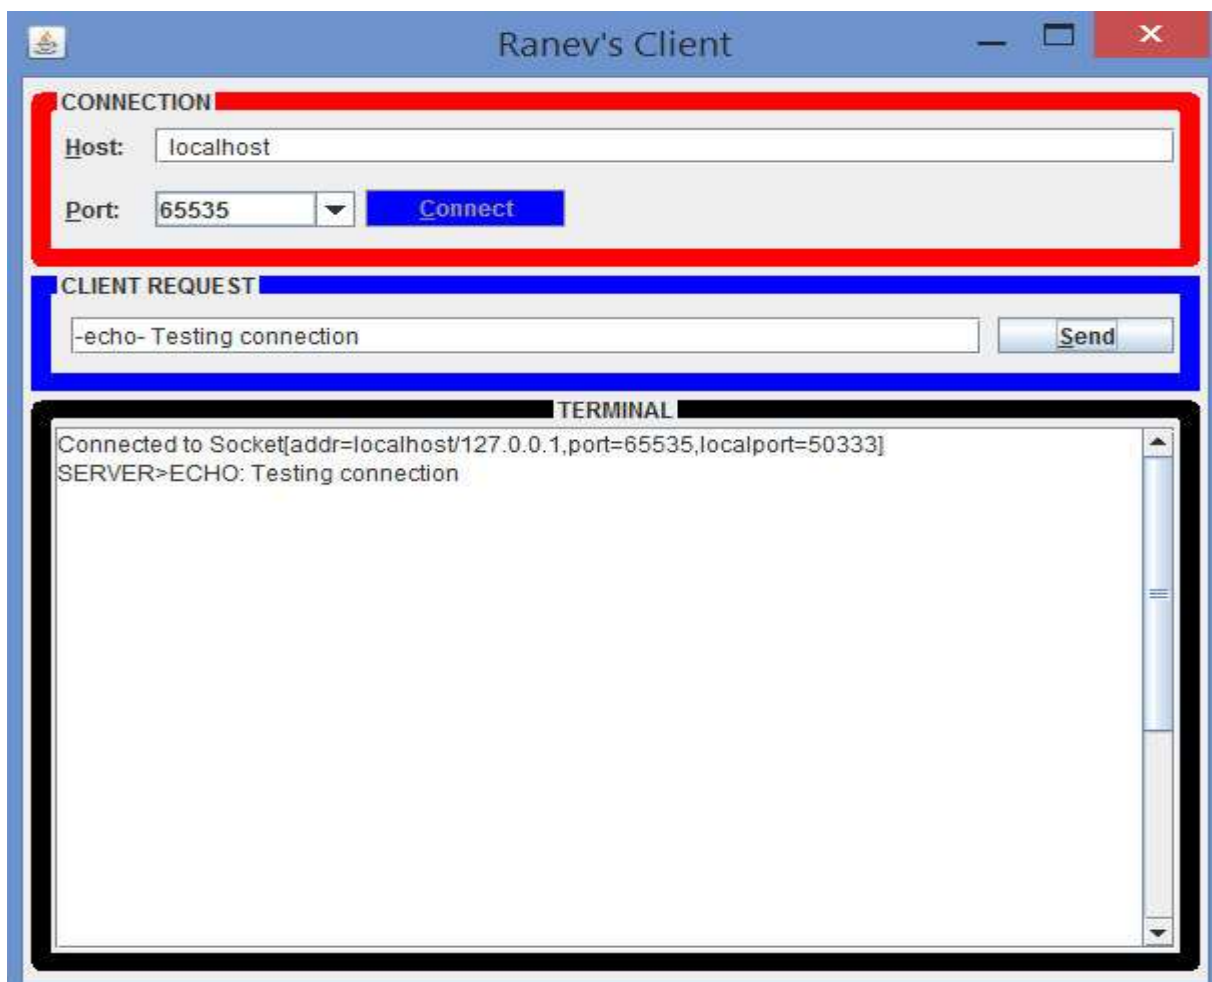 Ranev's Client
CONNECTION
Host: localhost
Port: 65535 Connect
CLIENT REQUEST
-echo- Testing connection Send
TERMINAL
Connected to Socket[addr=localhost/127.0.0.1,port=65535,localport=50333]
SERVER>ECHO: Testing connection